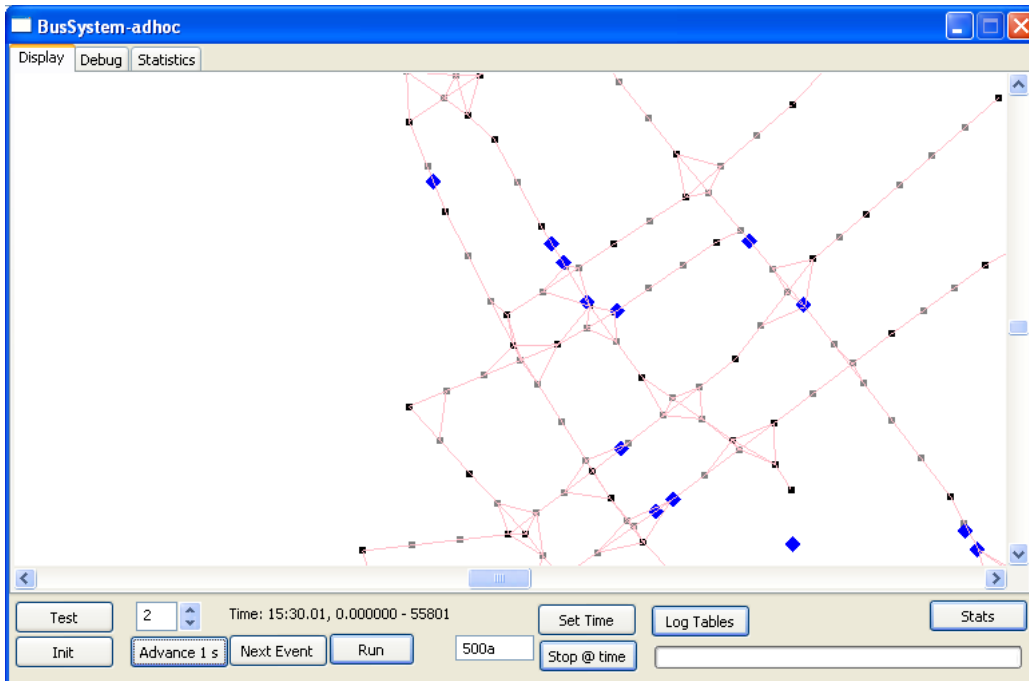 BusSystem-adhoc
Display Debug Statistics
Test 2 Time: 15:30.01, 0.000000 - 55801 Set Time Log Tables Stats
Init Advance 1 s Next Event Run 500a Stop @ time